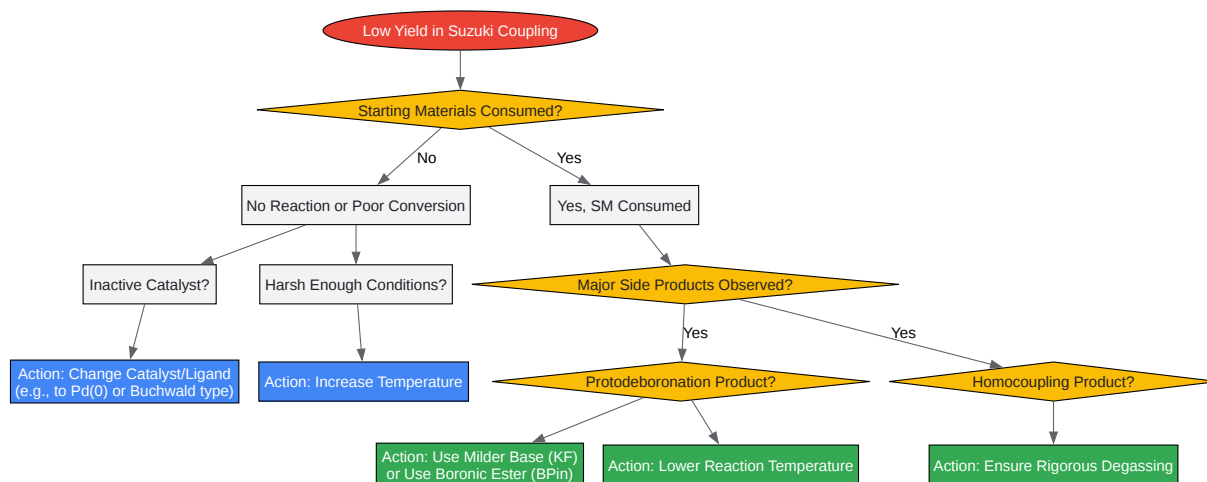 Low Yield in Suzuki Coupling
Starting Materials Consumed?
No
Yes
No Reaction or Poor Conversion
Yes, SM Consumed
Inactive Catalyst?
Harsh Enough Conditions?
Major Side Products Observed?
Yes
Yes
Action: Change Catalyst/Ligand
(e.g., to Pd(0) or Buchwald type)
Action: Increase Temperature
Protodeboronation Product?
Homocoupling Product?
Action: Use Milder Base (KF)
or Use Boronic Ester (BPin)
Action: Lower Reaction Temperature
Action: Ensure Rigorous Degassing